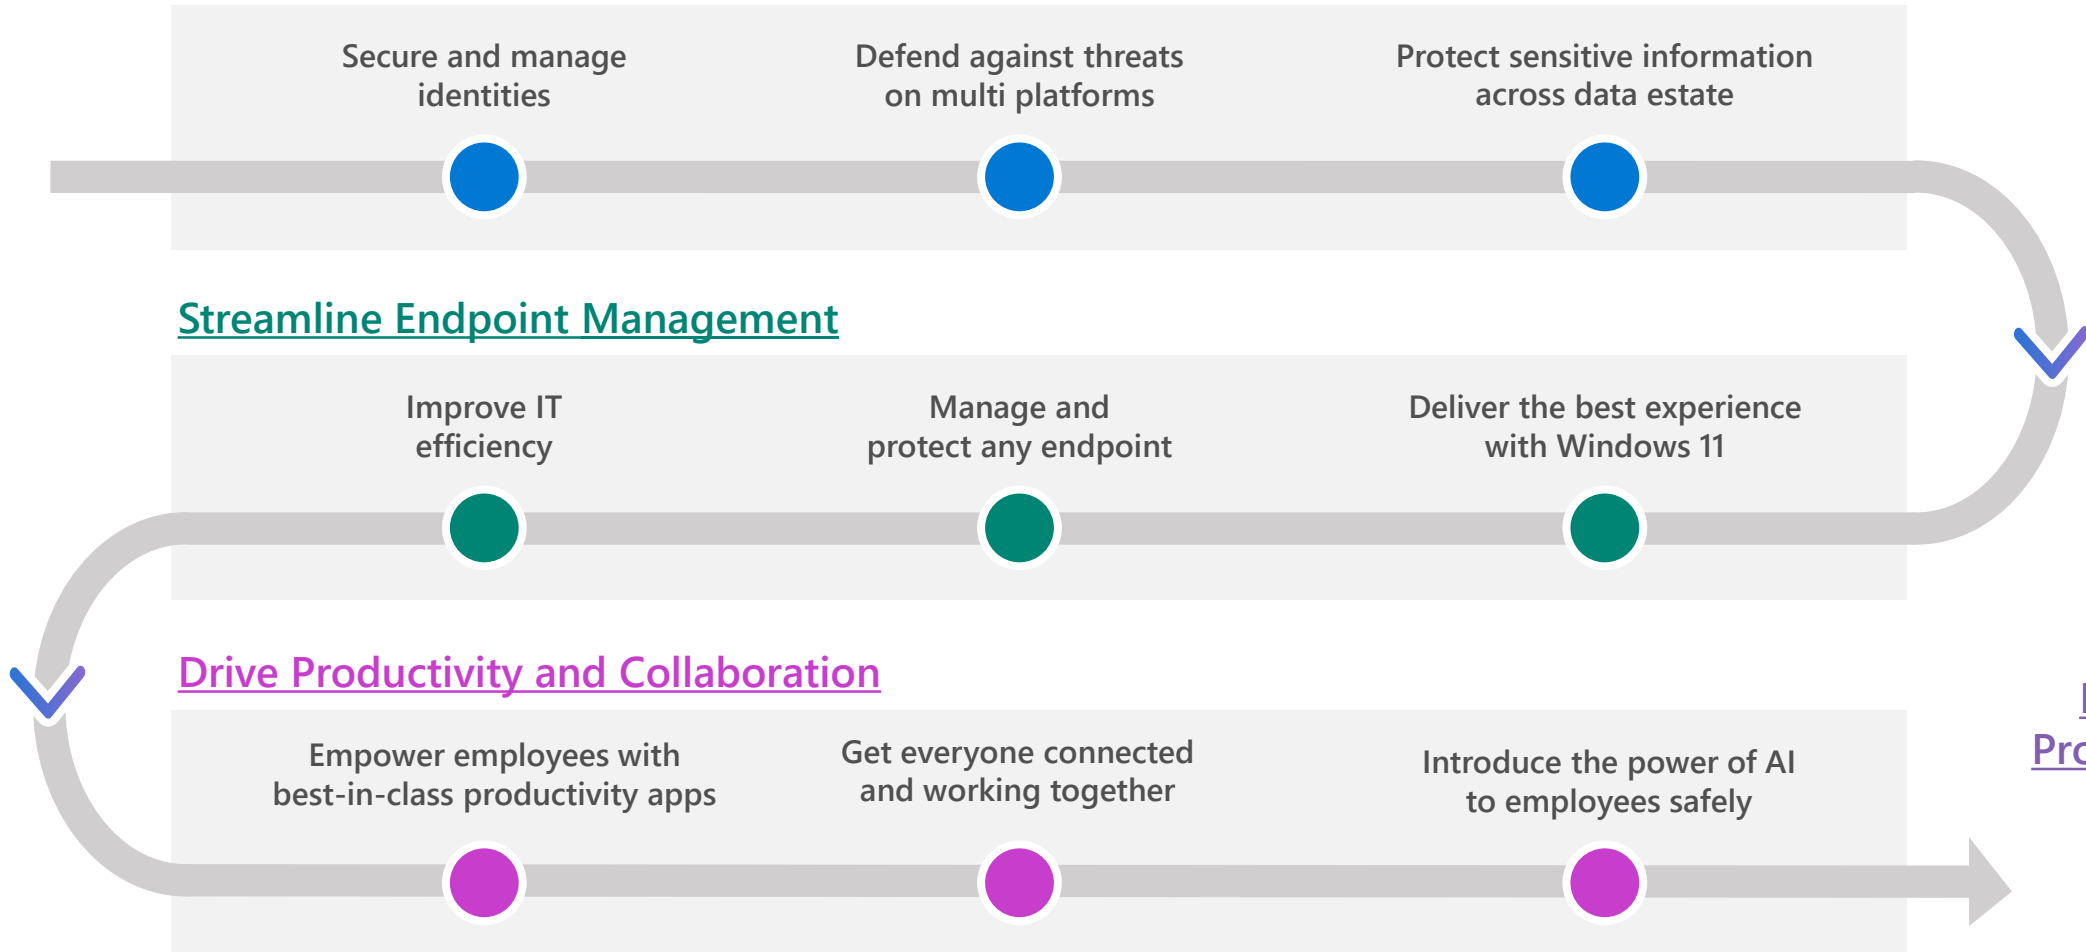 Secure and manage
identities
Defend against threats
on multi platforms
Protect sensitive information
across data estate
Streamline Endpoint Management
Improve IT
efficiency
Manage and
protect any endpoint
Deliver the best experience
with Windows 11
Drive Productivity and Collaboration
Empower employees with
best-in-class productivity apps
Get everyone connected
and working together
Introduce the power of AI
to employees safely